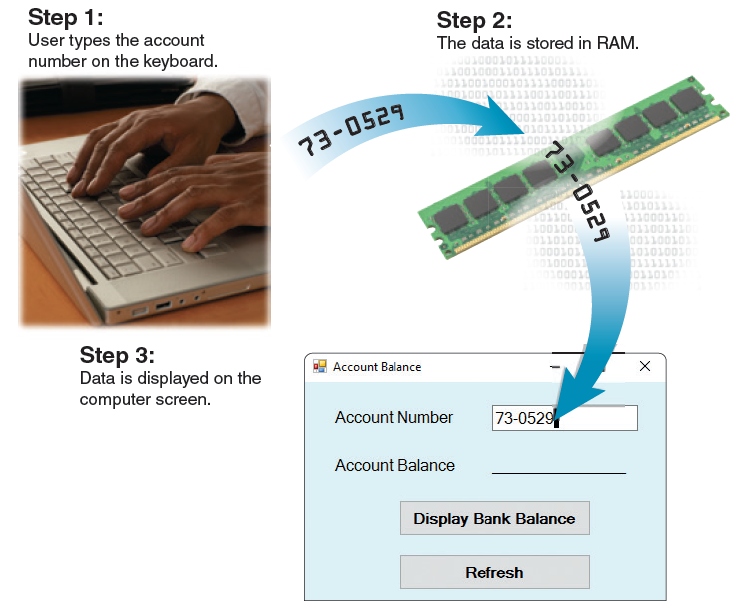 Step 1:
User types the account
number on the keyboard.
Step 2:
The data is stored in RAM.
73-0529
73-0529
Step 3:
Data is displayed on the
computer screen.
Account Balance
Account Number
73-0529
Account Balance
Display Bank Balance
Refresh